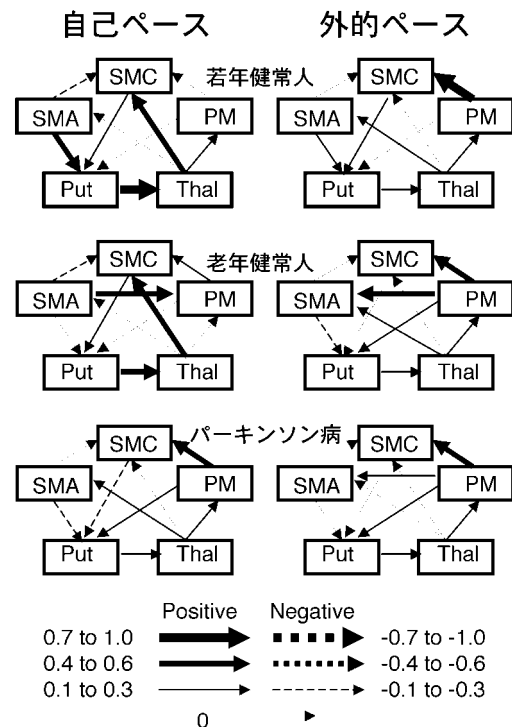 自己ペース 外的ペース
若年健常人
SMC SMC
SMA PM SMA PM
Put Thal Put Thal
老年健常人
SMC SMC
SMA PM SMA PM
Put Thal Put Thal
パーキンソン病
SMC SMC
SMA PM SMA PM
Put Thal Put Thal
Positive Negative
0.7 to 1.0 -0.7 to -1.0
0.4 to 0.6 -0.4 to -0.6
0.1 to 0.3 -0.1 to -0.3
0